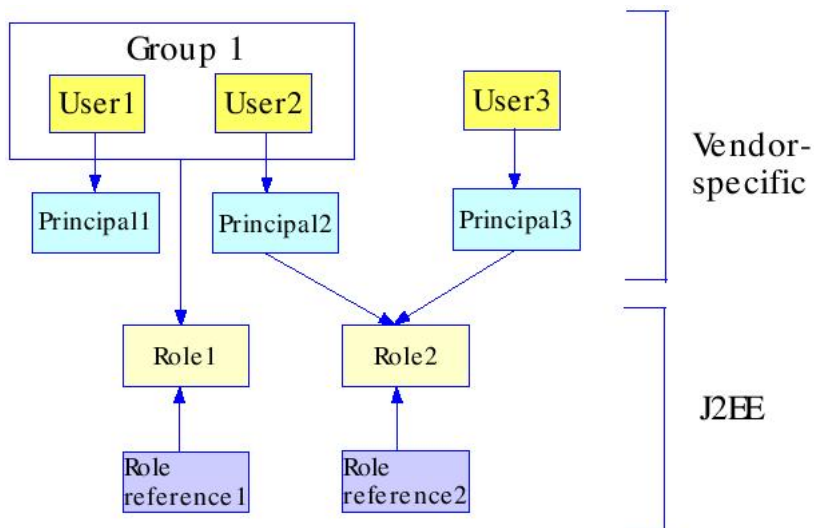 Group 1
User1
User2
User3
Vendor-
specific
Principal1
Principal2
Principal3
Role1
Role2
J2EE
Role
reference1
Role
reference2